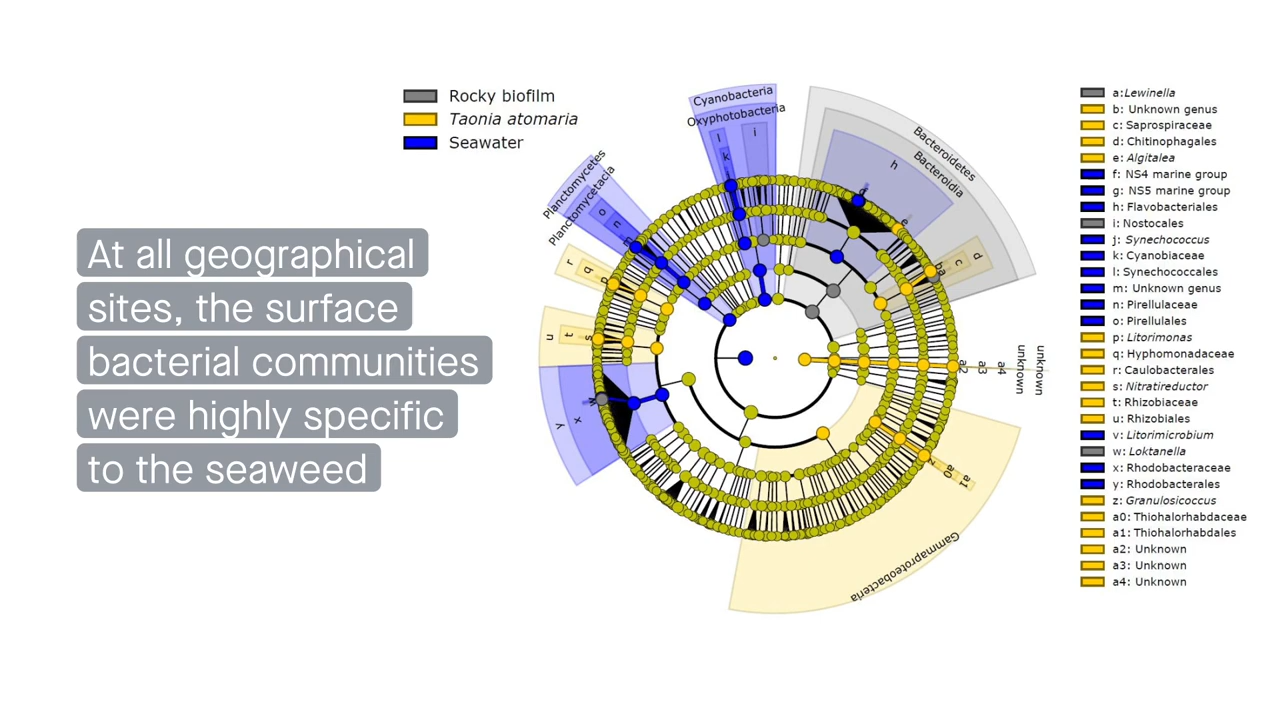 Rocky biofilm
Taonia atomaria
Seawater
At all geographical
sites, the surface
bacterial communities
were highly specific
to the seaweed
Cyanobacteria
Oxyphotobacteria
l
k
i
Planctomycetes
Planctomycetacia
o
n
m
Bacteroidetes
Bacteroidia
h
e
d
c
r
q
p
u
t
s
w
x
y
a2
a3
a4
unknown
unknown
z
a0
a1
Gammaproteobacteria
a:Lewinella
b: Unknown genus
c: Saprospiraceae
d: Chitinophagales
e: Algitalea
f: NS4 marine group
g: NS5 marine group
h: Flavobacteriales
i: Nostocales
j: Synechococcus
k: Cyanobiaceae
l: Synechococcales
m: Unknown genus
n: Pirellulaceae
o: Pirellulales
p: Litorimonas
q: Hyphomonadaceae
r: Caulobacterales
s: Nitratireductor
t: Rhizobiaceae
u: Rhizobiales
v: Litorimicrobium
w: Loktanella
x: Rhodobacteraceae
y: Rhodobacterales
z: Granulosicoccus
a0: Thiohalorhabdaceae
a1: Thiohalorhabdales
a2: Unknown
a3: Unknown
a4: Unknown